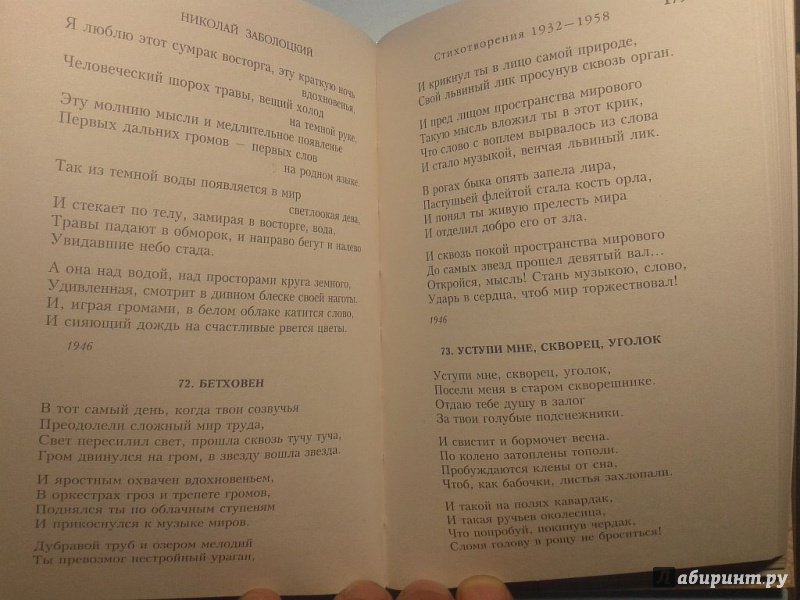 НИКОЛАЙ ЗАБОЛОЦКИЙ
Я люблю этот сумрак восторга, эту краткую ночь
вдохновенья,
Человеческий шорох травы, вещий холод
на темной руке,
Эту молнию мысли и медлительное появленье
Первых дальних громов — первых слов
на родном языке.
Так из темной воды появляется в мир
светлоокая дева,
И стекает по телу, замирая в восторге, вода,
Травы падают в обморок, и направо бегут и налево
Увидавшие небо стада.
А она над водой, над просторами круга земного,
Удивленная, смотрит в дивном блеске своей наготы.
И, играя громами, в белом облаке катится слово,
И сияющий дождь на счастливые рвется цветы.
1946
72. БЕТХОВЕН
В тот самый день, когда твои созвучья
Преодолели сложный мир труда,
Свет пересилил свет, прошла сквозь тучу туча,
Гром двинулся на гром, в звезду вошла звезда.
И яростным охвачен вдохновеньем,
В оркестрах гроз и трепете громов,
Поднялся ты по облачным ступеням
И прикоснулся к музыке миров.
Дубравой труб и озером мелодий
Ты превозмог нестройный ураган,
Стихотворения 1932—1958
И крикнул ты в лицо самой природе,
Свой львиный лик просунув сквозь орган.
И пред лицом пространства мирового
Такую мысль вложил ты в этот крик,
Что слово с воплем вырвалось из слова
И стало музыкой, венчая львиный лик.
В рогах быка опять запела лира,
Пастушьей флейтой стала кость орла,
И понял ты живую прелесть мира
И отделил добро его от зла.
И сквозь покой пространства мирового
До самых звезд прошел девятый вал...
Откройся, мысль! Стань музыкою, слово,
Ударь в сердца, чтоб мир торжествовал!
1946
73. УСТУПИ МНЕ, СКВОРЕЦ, УГОЛОК
Уступи мне, скворец, уголок,
Посели меня в старом скворешнике.
Отдаю тебе душу в залог
За твои голубые подснежники.
И свистит и бормочет весна.
По колено затоплены тополи.
Пробуждаются клены от сна,
Чтоб, как бабочки, листья захлопали.
И такой на полях кавардак,
И такая ручьев околесица,
Что попробуй, покинув чердак,
Сломя голову в рощу не броситься!
Лабиринт.ру